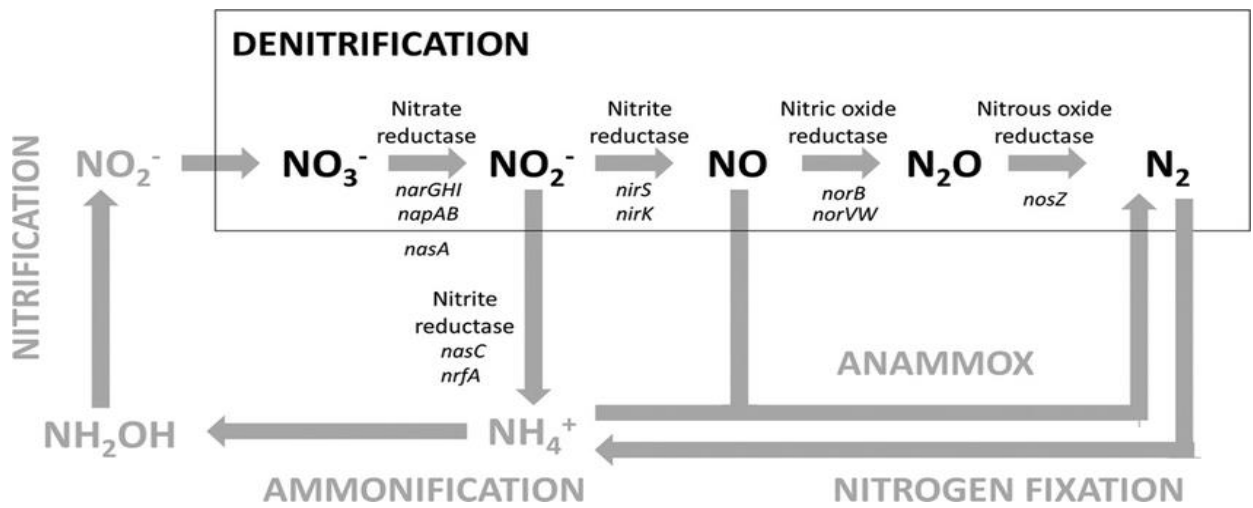 DENITRIFICATION
Nitrate
reductase
Nitrite
reductase
Nitric oxide
reductase
Nitrous oxide
reductase
NO₂⁻
NO₃⁻
NO₂⁻
NO
N₂O
N₂
narGHI
napAB
nasA
nirS
nirK
norB
norVW
nosZ
NITRIFICATION
Nitrite
reductase
nasC
nrfA
ANAMMOX
NH₂OH
NH₄⁺
AMMONIFICATION
NITROGEN FIXATION